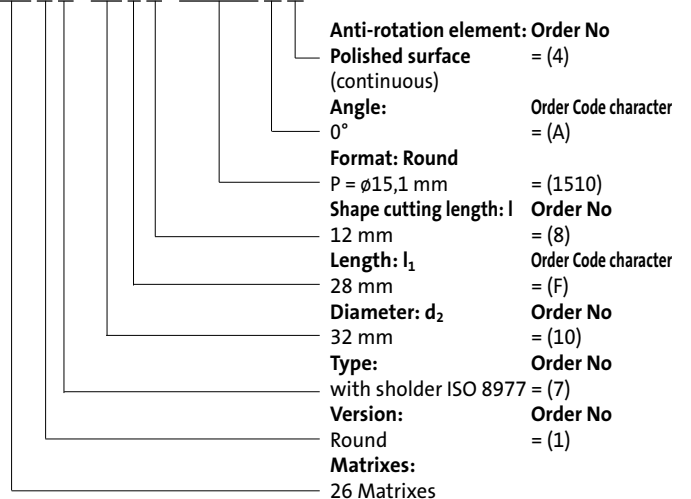 Anti-rotation element: Order No
Polished surface = (4)
(continuous)
Angle: Order Code character
0° = (A)
Format: Round
P = ø15,1 mm = (1510)
Shape cutting length: l Order No
12 mm = (8)
Length: l₁ Order Code character
28 mm = (F)
Diameter: d₂ Order No
32 mm = (10)
Type: Order No
with sholder ISO 8977 = (7)
Version: Order No
Round = (1)
Matrixes:
26 Matrixes